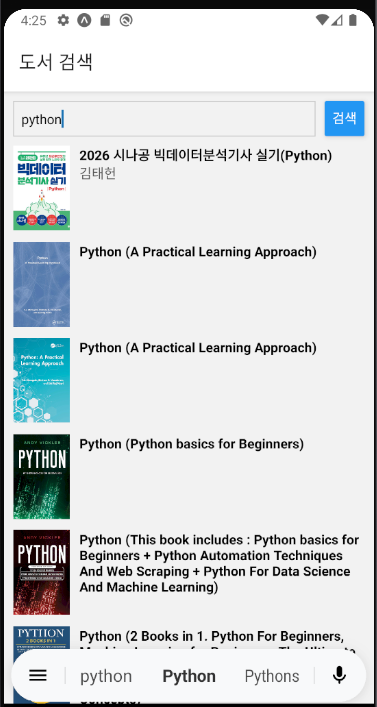 4:25
도서 검색
python
검색
2026 시나공 빅데이터분석기사 실기(Python)
김태헌
빅데이터
분석기사 실기
(Python)
Python (A Practical Learning Approach)
Python (A Practical Learning Approach)
Python: A Practical
Learning Approach
Python (Python basics for Beginners)
ANDY VICKLER
PYTHON
Python (This book includes : Python basics for
Beginners + Python Automation Techniques
And Web Scraping + Python For Data Science
And Machine Learning)
PYTHON
Python (2 Books in 1. Python For Beginners,
PYTHON
2 BOOKS IN 1
python
Python
Pythons